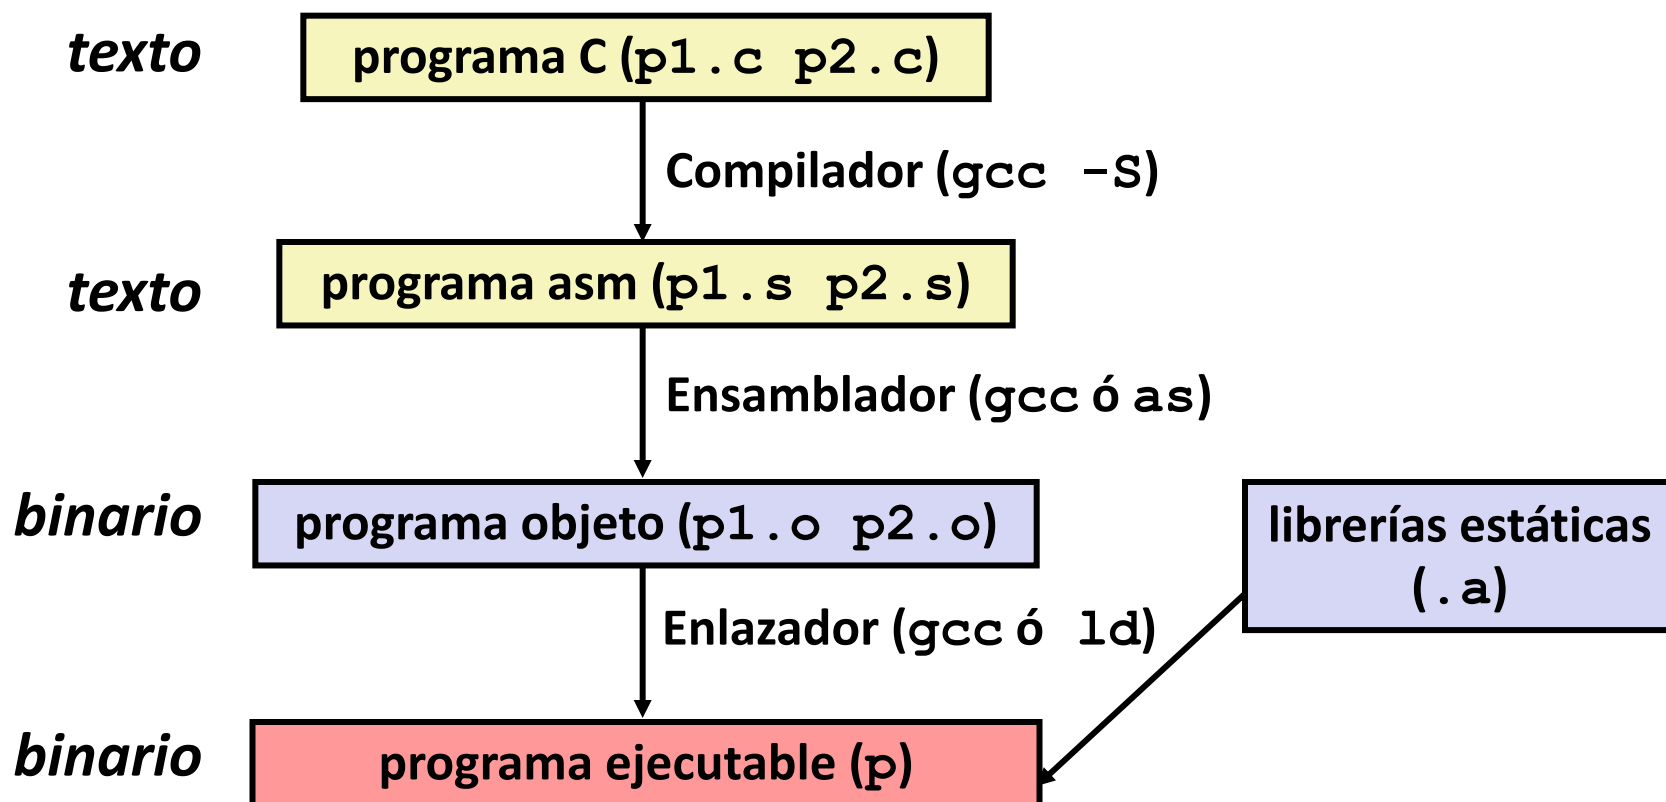 texto
programa C (p1.c p2.c)
Compilador (gcc -S)
texto
programa asm (p1.s p2.s)
Ensamblador (gcc ó as)
binario
programa objeto (p1.o p2.o)
librerías estáticas
(.a)
Enlazador (gcc ó ld)
binario
programa ejecutable (p)